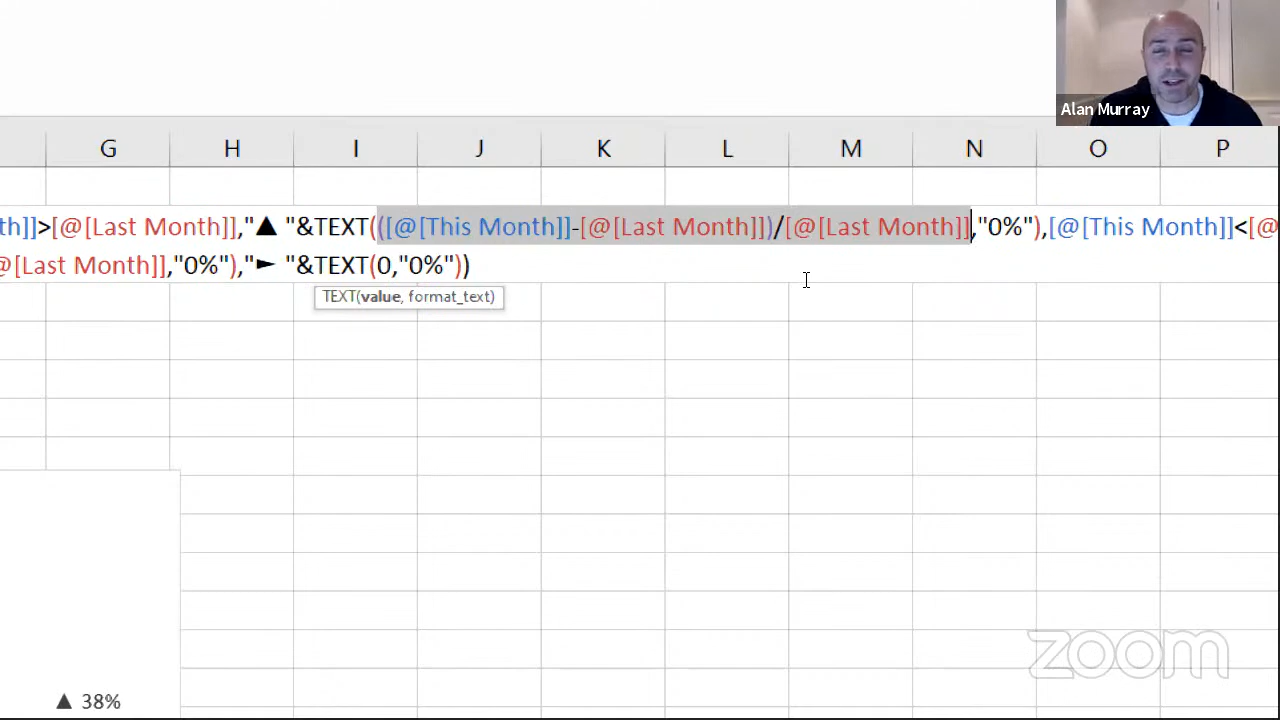 Alan Murray
G H I J K L M N O P
th]]>[@[Last Month]],"▲ "&TEXT(([@[This Month]]-[@[Last Month]])/[@[Last Month]],"0%"),[@[This Month]]<[@
@[Last Month]],"0%"),"► "&TEXT(0,"0%"))
TEXT(value, format_text)
zoom
▲ 38%